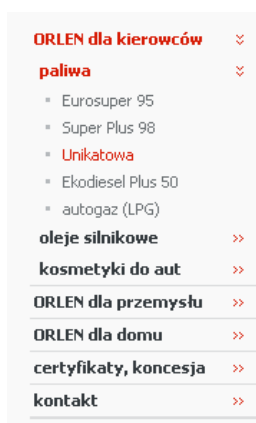 ORLEN dla kierowców
paliwa
Eurosuper 95
Super Plus 98
Unikatowa
Ekodiesel Plus 50
autogaz (LPG)
oleje silnikowe
kosmetyki do aut
ORLEN dla przemysłu
ORLEN dla domu
certyfikaty, koncesja
kontakt